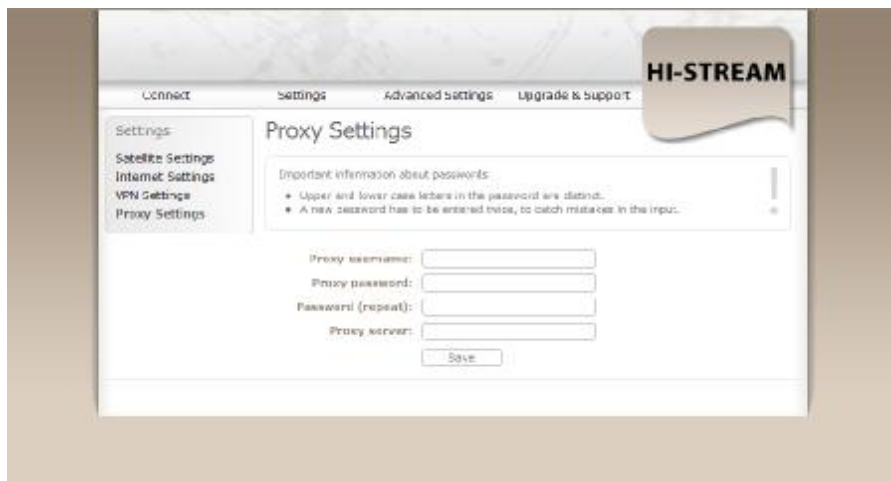 HI-STREAM
Connect Settings Advanced Settings Upgrade & Support
Settings
Satellite Settings
Internet Settings
VPN Settings
Proxy Settings
Proxy Settings
Important information about passwords
Upper and lower case letters in the password are distinct.
A new password has to be entered twice, to catch mistakes in the input.
Proxy username:
Proxy password:
Password (repeat):
Proxy server:
Save